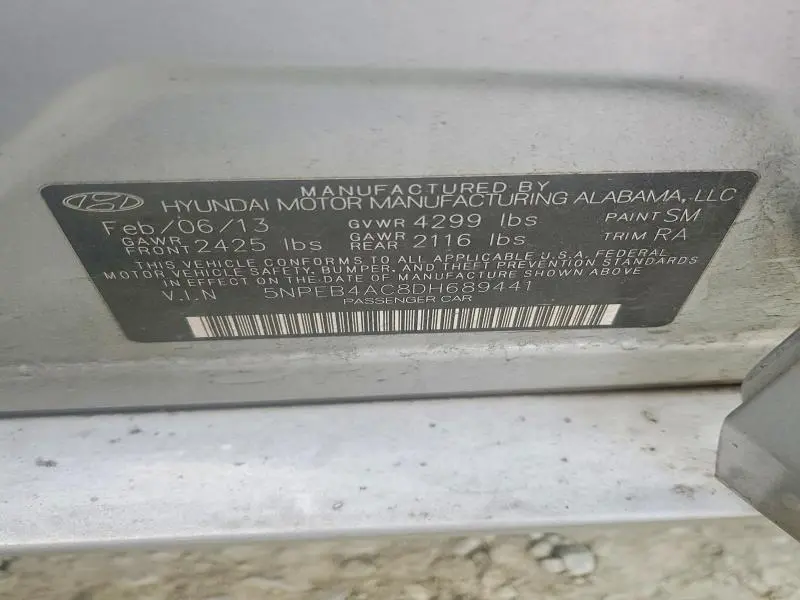 MANUFACTURED BY
HYUNDAI MOTOR MANUFACTURING ALABAMA, LLC
Feb/06/13 GVWR 4299 lbs PAINT SM
GAWR FRONT 2425 lbs GAWR REAR 2116 lbs TRIM RA
THIS VEHICLE CONFORMS TO ALL APPLICABLE U.S.A. FEDERAL
MOTOR VEHICLE SAFETY, BUMPER, AND THEFT PREVENTION STANDARDS
IN EFFECT ON THE DATE OF MANUFACTURE SHOWN ABOVE
V.I.N 5NPEB4AC8DH689441
PASSENGER CAR